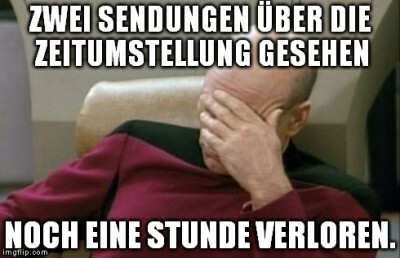 ZWEI SENDUNGEN ÜBER DIE
ZEITUMSTELLUNG GESEHEN
NOCH EINE STUNDE VERLOREN.
imgflip.com